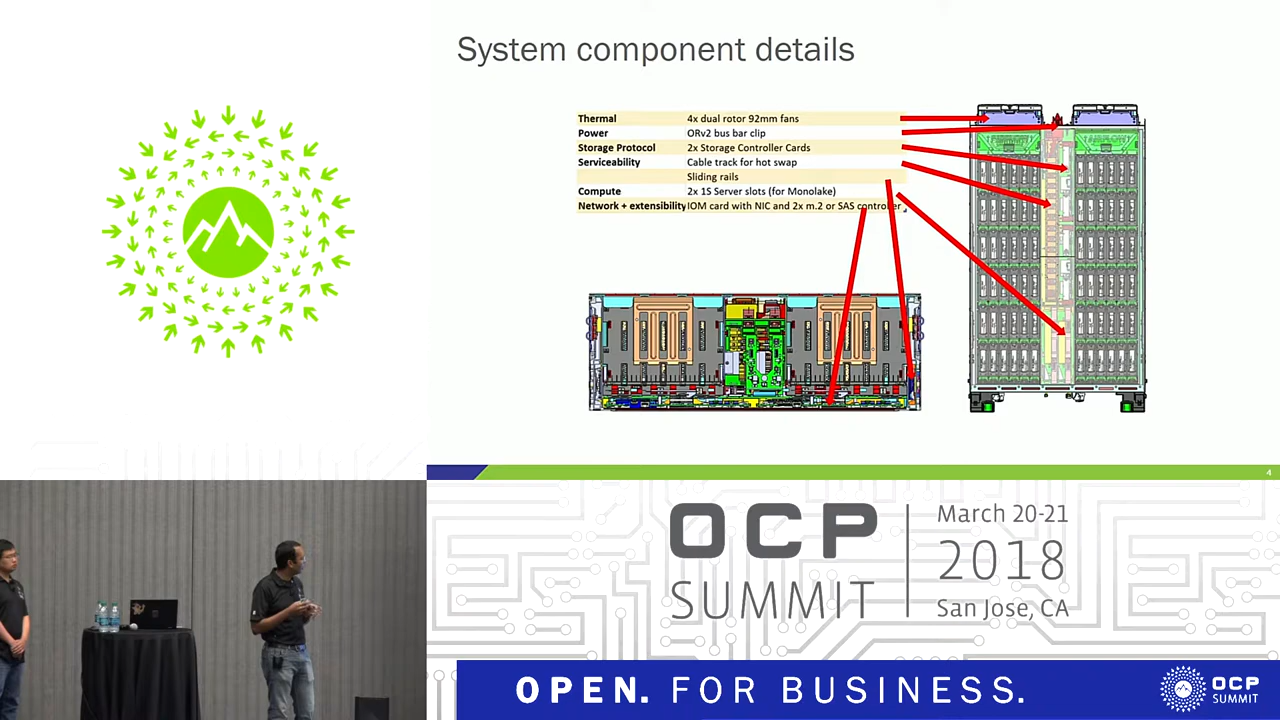 System component details
Thermal 4x dual rotor 92mm fans
Power ORv2 bus bar clip
Storage Protocol 2x Storage Controller Cards
Serviceability Cable track for hot swap
Sliding rails
Compute 2x 1S Server slots (for Monolake)
Network + extensibility IOM card with NIC and 2x m.2 or SAS controller
4
OCP
SUMMIT
March 20-21
2018
San Jose, CA
OPEN. FOR BUSINESS.
OCP
SUMMIT